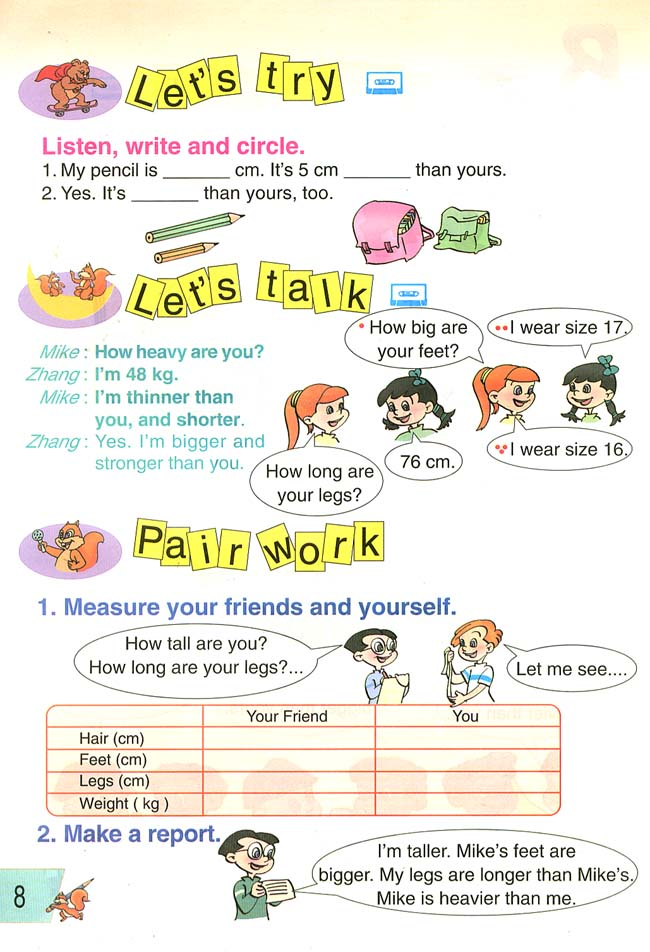 Let's try
Listen, write and circle.
1. My pencil is ______ cm. It's 5 cm ______ than yours.
2. Yes. It's ______ than yours, too.
Let's talk
Mike : How heavy are you?
Zhang : I'm 48 kg.
Mike : I'm thinner than
you, and shorter.
Zhang : Yes. I'm bigger and
stronger than you.
How long are
your legs?
76 cm.
• How big are
your feet?
•• I wear size 17.
•• I wear size 16.
Pair work
1. Measure your friends and yourself.
How tall are you?
How long are your legs?...
Let me see....
Your Friend You
Hair (cm)
Feet (cm)
Legs (cm)
Weight ( kg )
2. Make a report.
I'm taller. Mike's feet are
bigger. My legs are longer than Mike's.
Mike is heavier than me.
8